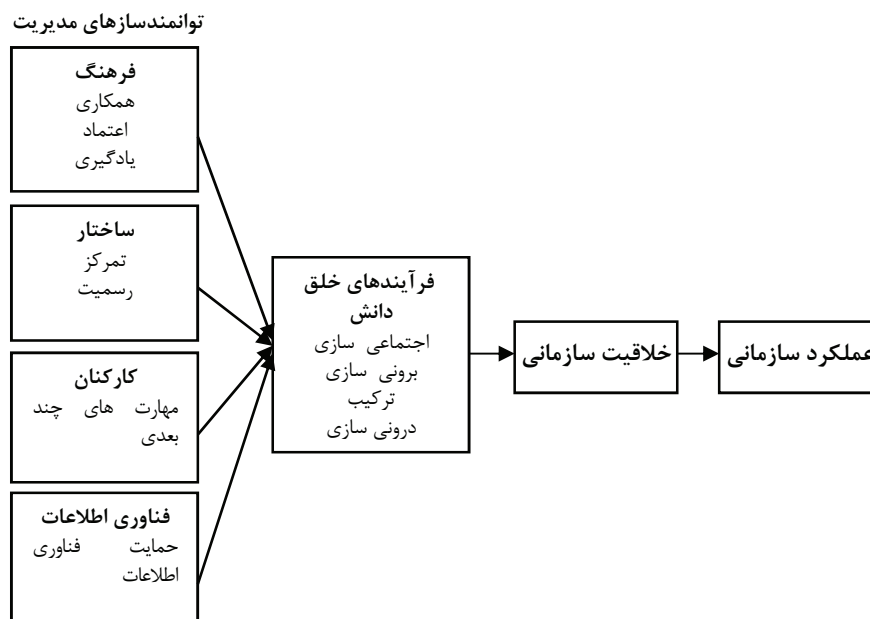 توانمندسازهای مدیریت
فرهنگ
همکاری
اعتماد
یادگیری
ساختار
تمرکز
رسمیت
کارکنان
مهارت های چند
بعدی
فناوری اطلاعات
حمایت فناوری
اطلاعات
فرآیندهای خلق
دانش
اجتماعی سازی
برونی سازی
ترکیب
درونی سازی
خلاقیت سازمانی
عملکرد سازمانی